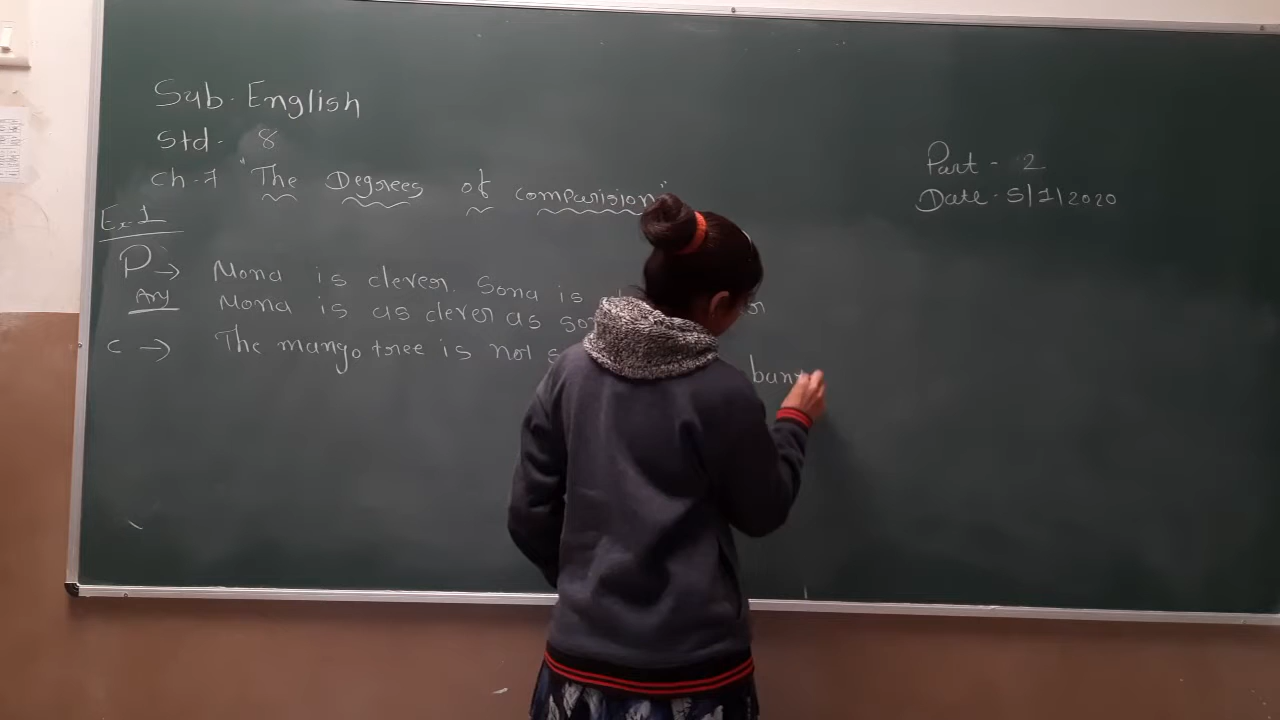 Sub. English
Std - 8
Ch-7 "The Degrees of comparision"
Part - 2
Date - 5/1/2020
Ex-1
P → Mona is clever. Sona is
Ans Mona is as clever as
C → The mango tree is not